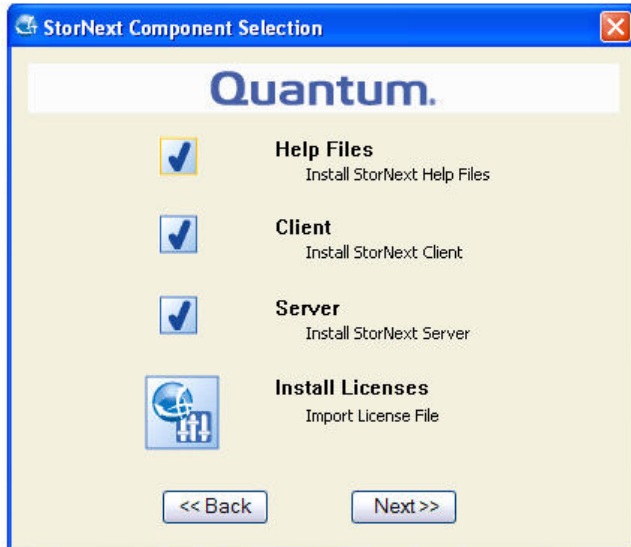 StorNext Component Selection
Quantum.
Help Files
Install StorNext Help Files
Client
Install StorNext Client
Server
Install StorNext Server
Install Licenses
Import License File
<< Back
Next >>